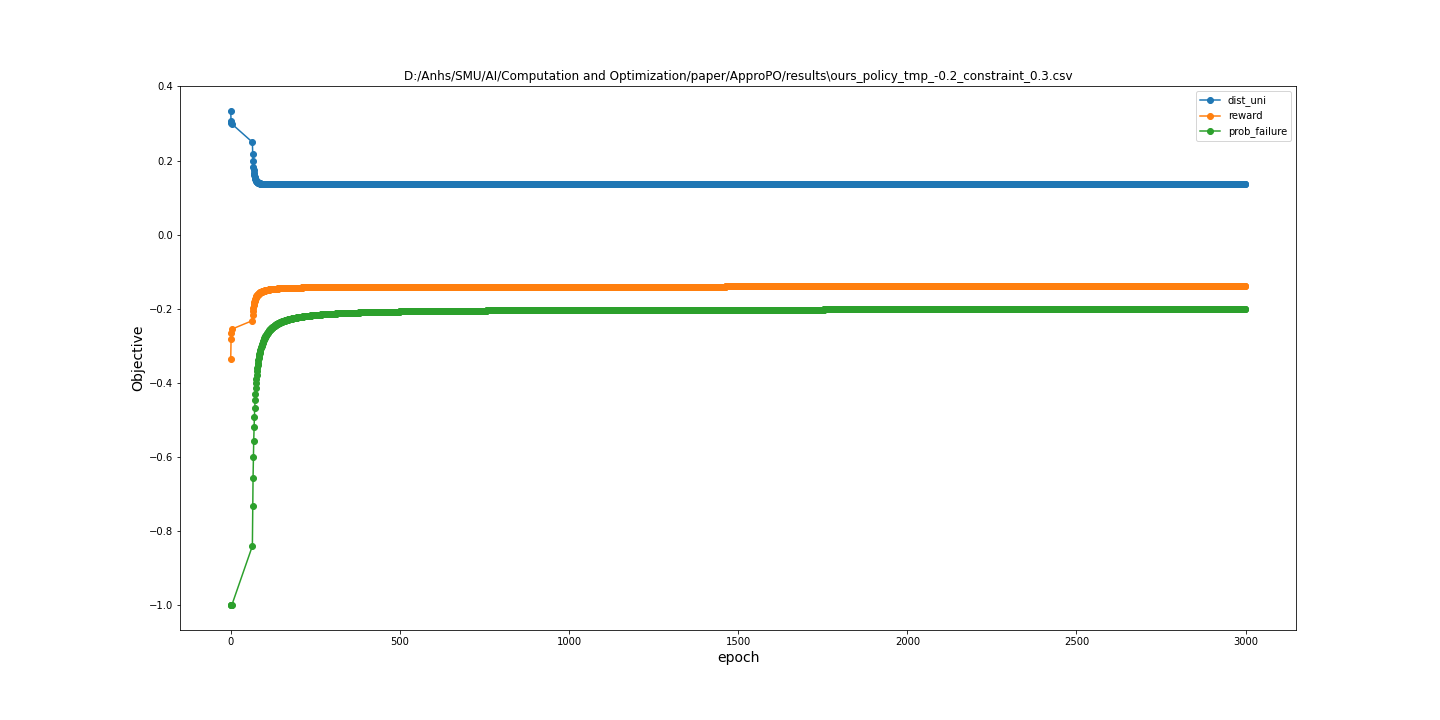 D:/Anhs/SMU/AI/Computation and Optimization/paper/ApproPO/results\ours_policy_tmp_-0.2_constraint_0.3.csv
dist_uni
reward
prob_failure
Objective
0.4
0.2
0.0
−0.2
−0.4
−0.6
−0.8
−1.0
0 500 1000 1500 2000 2500 3000
epoch